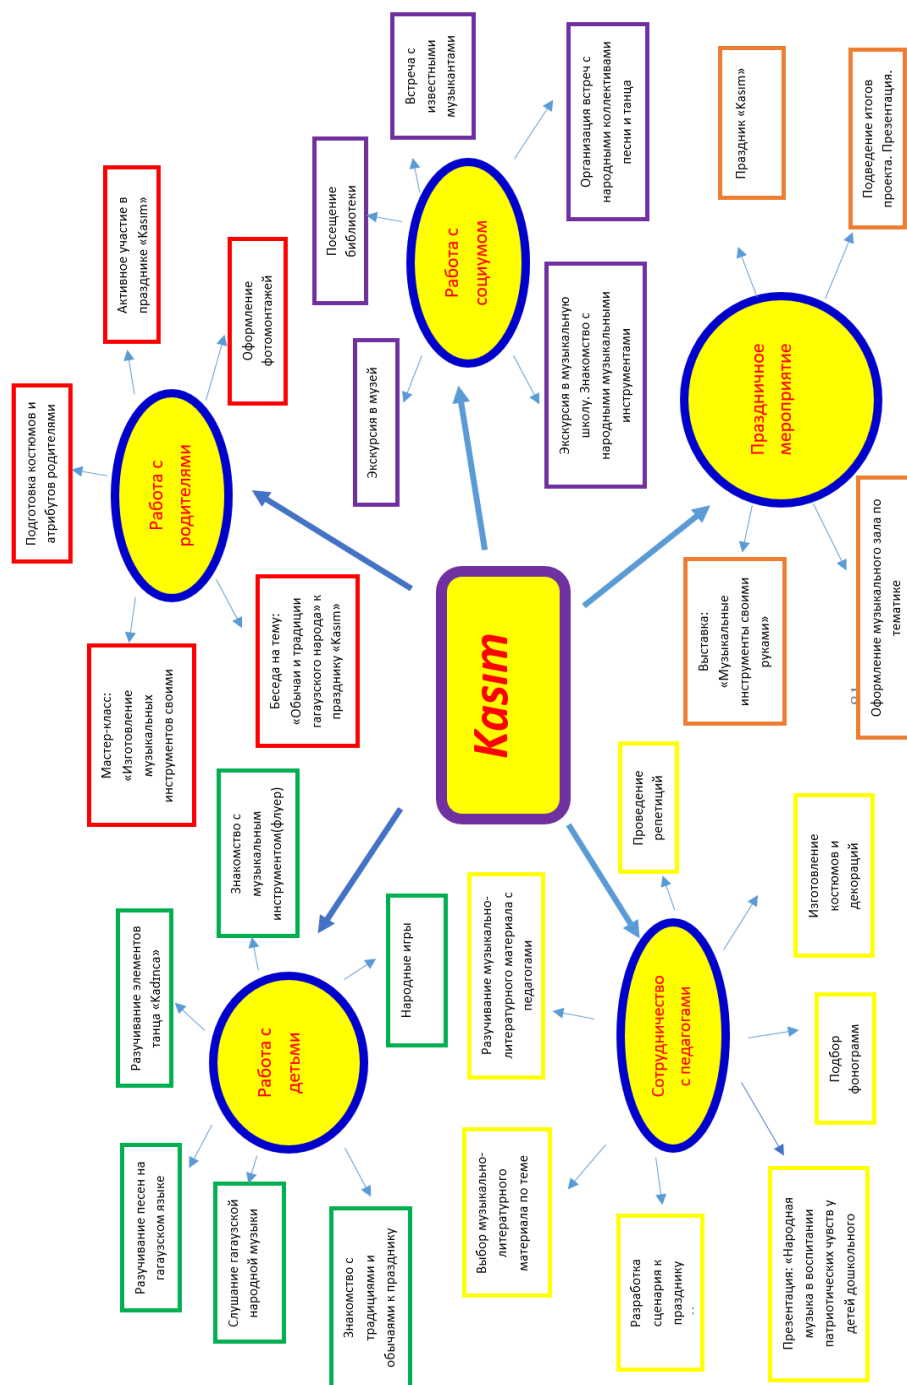 Kasım
Работа с
детьми
Разучивание песен на
гагаузском языке
Разучивание элементов
танца «Kadınca»
Знакомство с
музыкальным
инструментом(флуер)
Народные игры
Слушание гагаузской
народной музыки
Знакомство с
традициями и
обычаями к празднику
Работа с
родителями
Мастер-класс:
«Изготовление
музыкальных
инструментов своими
Подготовка костюмов и
атрибутов родителями
Активное участие в
празднике «Kasım»
Оформление
фотомонтажей
Беседа на тему:
«Обычаи и традиции
гагаузского народа» к
празднику «Kasım»
Работа с
социумом
Экскурсия в музей
Посещение
библиотеки
Встреча с
известными
музыкантами
Организация встреч с
народными коллективами
песни и танца
Экскурсия в музыкальную
школу. Знакомство с
народными музыкальными
инструментами
Сотрудничество
с педагогами
Выбор музыкально-
литературного
материала по теме
Разучивание музыкально-
литературного материала с
педагогами
Проведение
репетиций
Изготовление
костюмов и
декораций
Подбор
фонограмм
Презентация: «Народная
музыка в воспитании
патриотических чувств у
детей дошкольного
Разработка
сценария к
празднику
Праздничное
мероприятие
Выставка:
«Музыкальные
инструменты своими
руками»
Праздник «Kasım»
Подведение итогов
проекта. Презентация.
Оформление музыкального зала по
тематике